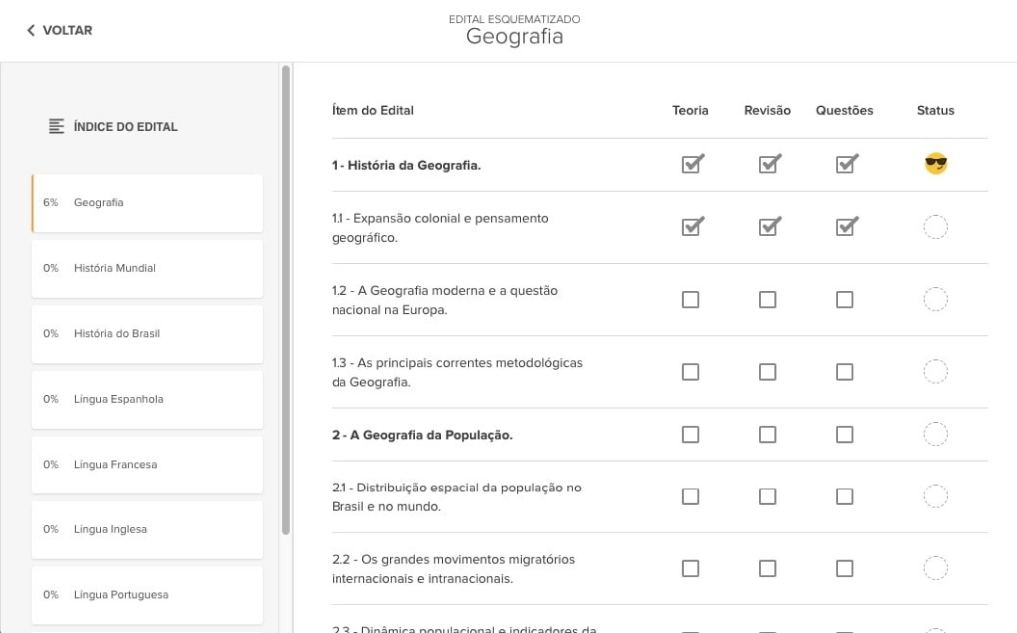 VOLTAR
EDITAL ESQUEMATIZADO
Geografia
ÍNDICE DO EDITAL
6% Geografia
0% História Mundial
0% História do Brasil
0% Língua Espanhola
0% Língua Francesa
0% Língua Inglesa
0% Língua Portuguesa
Ítem do Edital Teoria Revisão Questões Status
1 - História da Geografia.
1.1 - Expansão colonial e pensamento
geográfico.
1.2 - A Geografia moderna e a questão
nacional na Europa.
1.3 - As principais correntes metodológicas
da Geografia.
2 - A Geografia da População.
2.1 - Distribuição espacial da população no
Brasil e no mundo.
2.2 - Os grandes movimentos migratórios
internacionais e intranacionais.
2.3 - Dinâmica populacional e indicadores da